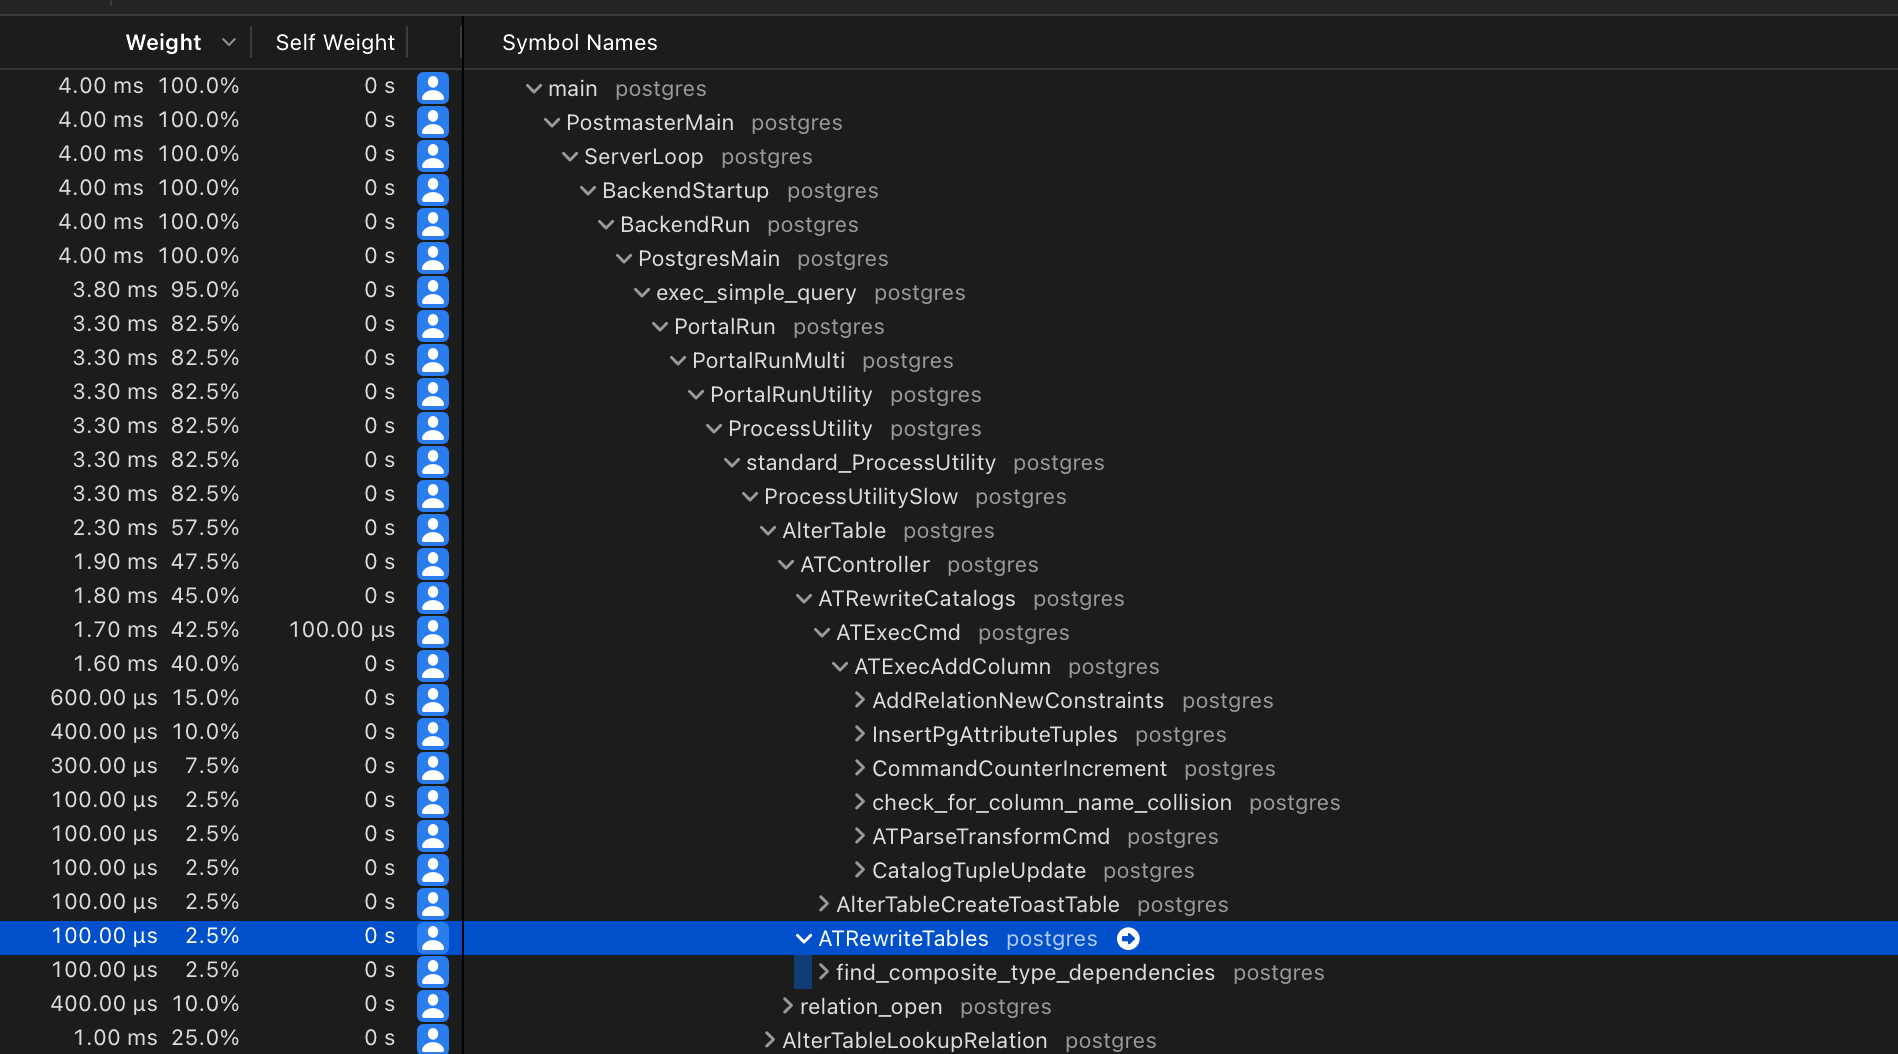 Weight Self Weight Symbol Names
4.00 ms 100.0% 0 s main postgres
4.00 ms 100.0% 0 s PostmasterMain postgres
4.00 ms 100.0% 0 s ServerLoop postgres
4.00 ms 100.0% 0 s BackendStartup postgres
4.00 ms 100.0% 0 s BackendRun postgres
4.00 ms 100.0% 0 s PostgresMain postgres
3.80 ms 95.0% 0 s exec_simple_query postgres
3.30 ms 82.5% 0 s PortalRun postgres
3.30 ms 82.5% 0 s PortalRunMulti postgres
3.30 ms 82.5% 0 s PortalRunUtility postgres
3.30 ms 82.5% 0 s ProcessUtility postgres
3.30 ms 82.5% 0 s standard_ProcessUtility postgres
3.30 ms 82.5% 0 s ProcessUtilitySlow postgres
2.30 ms 57.5% 0 s AlterTable postgres
1.90 ms 47.5% 0 s ATController postgres
1.80 ms 45.0% 0 s ATRewriteCatalogs postgres
1.70 ms 42.5% 100.00 µs ATExecCmd postgres
1.60 ms 40.0% 0 s ATExecAddColumn postgres
600.00 µs 15.0% 0 s AddRelationNewConstraints postgres
400.00 µs 10.0% 0 s InsertPgAttributeTuples postgres
300.00 µs 7.5% 0 s CommandCounterIncrement postgres
100.00 µs 2.5% 0 s check_for_column_name_collision postgres
100.00 µs 2.5% 0 s ATParseTransformCmd postgres
100.00 µs 2.5% 0 s CatalogTupleUpdate postgres
100.00 µs 2.5% 0 s AlterTableCreateToastTable postgres
100.00 µs 2.5% 0 s ATRewriteTables postgres
100.00 µs 2.5% 0 s find_composite_type_dependencies postgres
400.00 µs 10.0% 0 s relation_open postgres
1.00 ms 25.0% 0 s AlterTableLookupRelation postgres